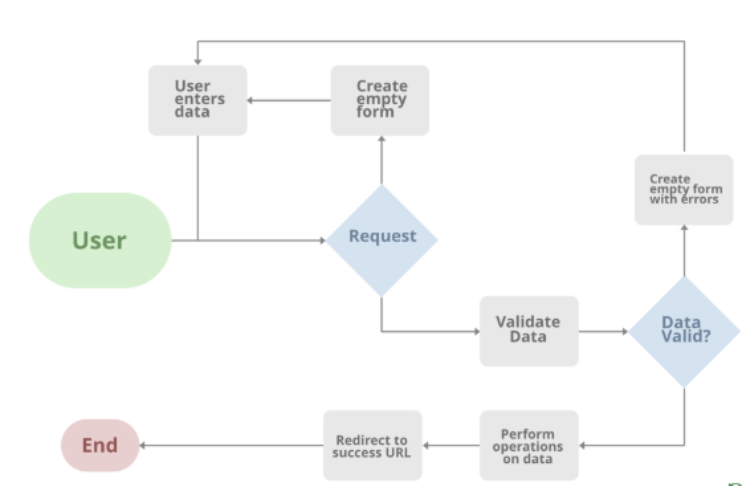 User
enters
data
Create
empty
form
Create
empty form
with errors
User
Request
Validate
Data
Data
Valid?
End
Redirect to
success URL
Perform
operations
on data